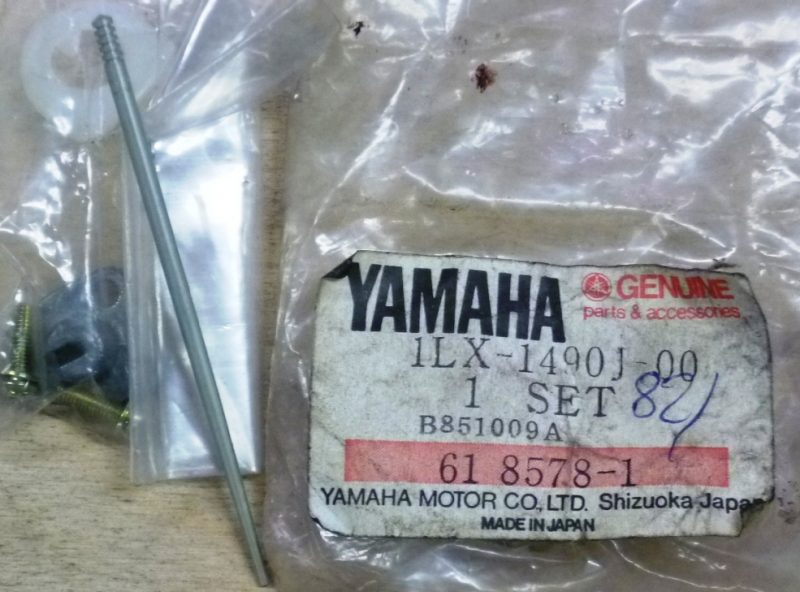 YAMAHA GENUINE
parts & accessories
1LX-1490J-00
1 SET 82/
B851009A
61 8578-1
YAMAHA MOTOR CO., LTD. Shizuoka Japan
MADE IN JAPAN